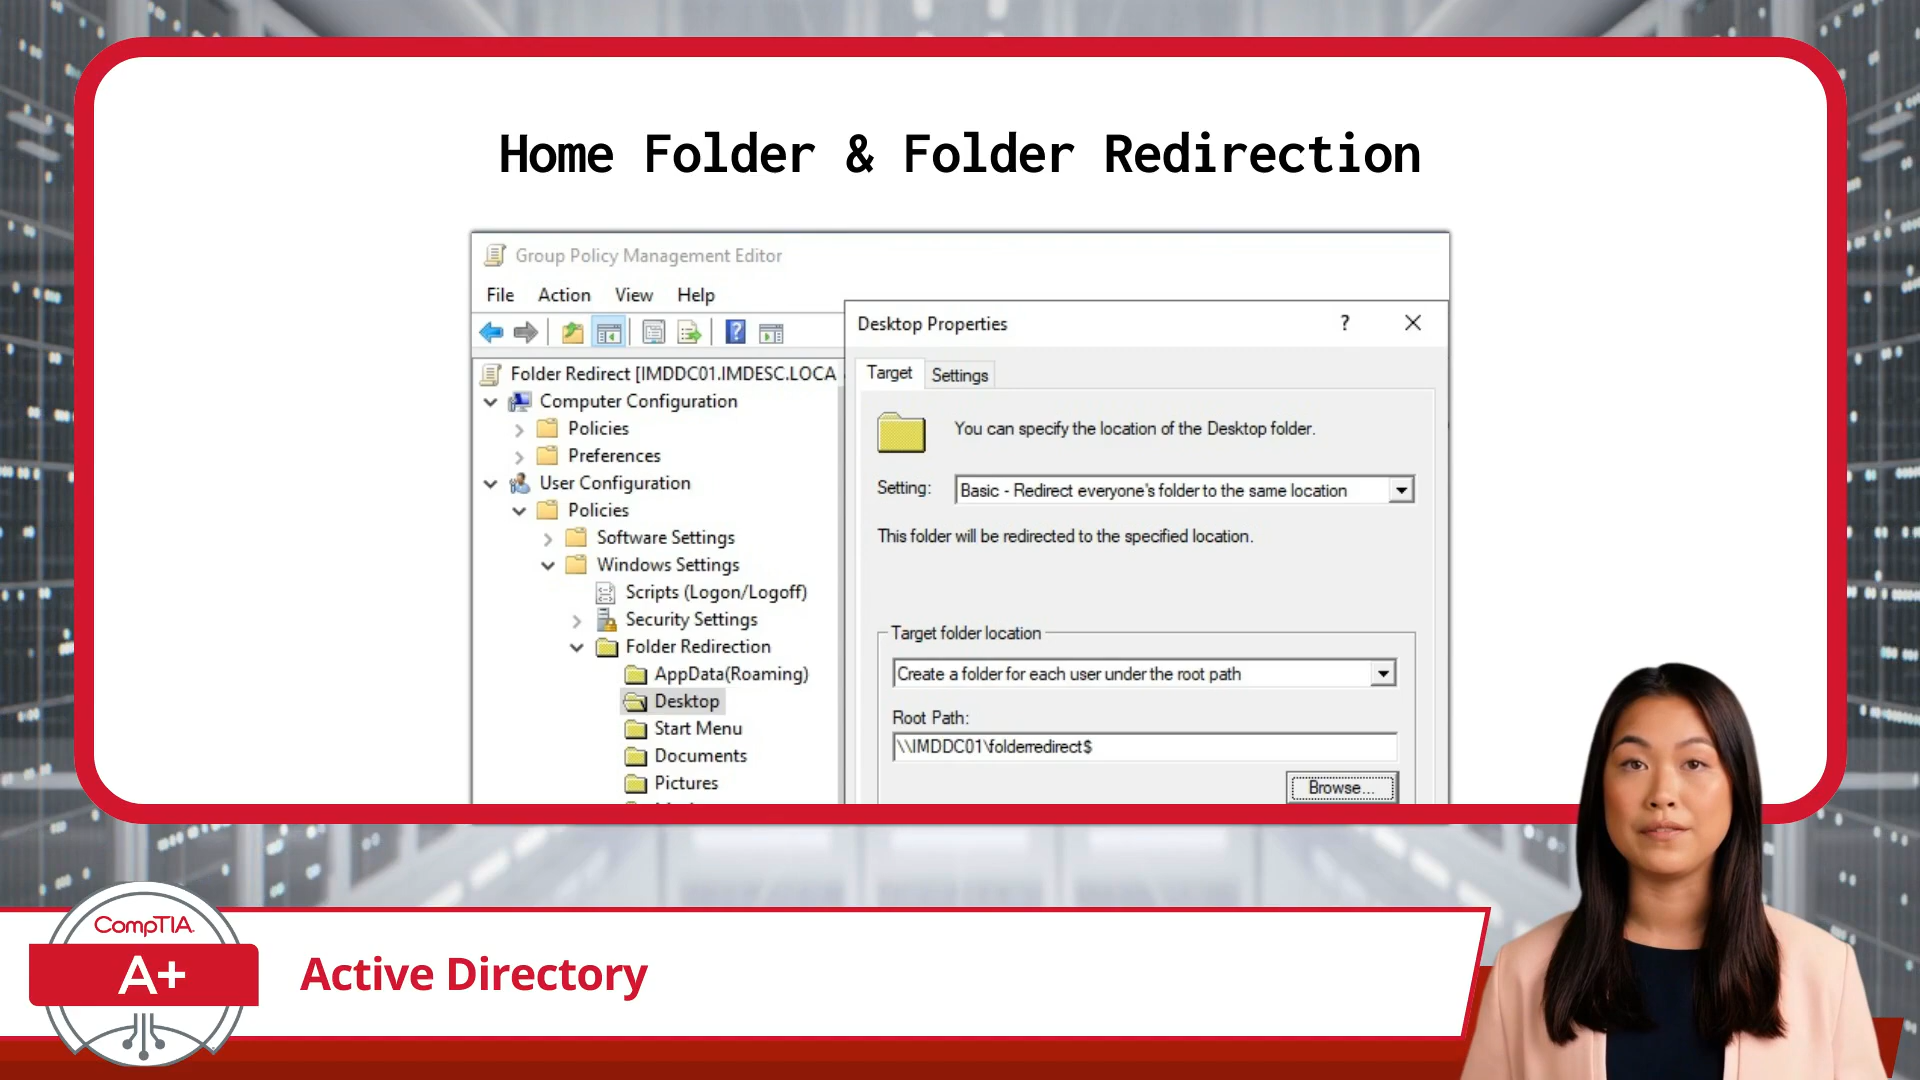 Home Folder & Folder Redirection
Group Policy Management Editor
File Action View Help
Folder Redirect [IMDDC01.IMDESC.LOCA
Computer Configuration
Policies
Preferences
User Configuration
Policies
Software Settings
Windows Settings
Scripts (Logon/Logoff)
Security Settings
Folder Redirection
AppData(Roaming)
Desktop
Start Menu
Documents
Pictures
Desktop Properties
Target Settings
You can specify the location of the Desktop folder.
Setting: Basic - Redirect everyone's folder to the same location
This folder will be redirected to the specified location.
Target folder location
Create a folder for each user under the root path
Root Path:
\\IMDDC01\folderredirect$
Browse...
CompTIA.
A+
Active Directory